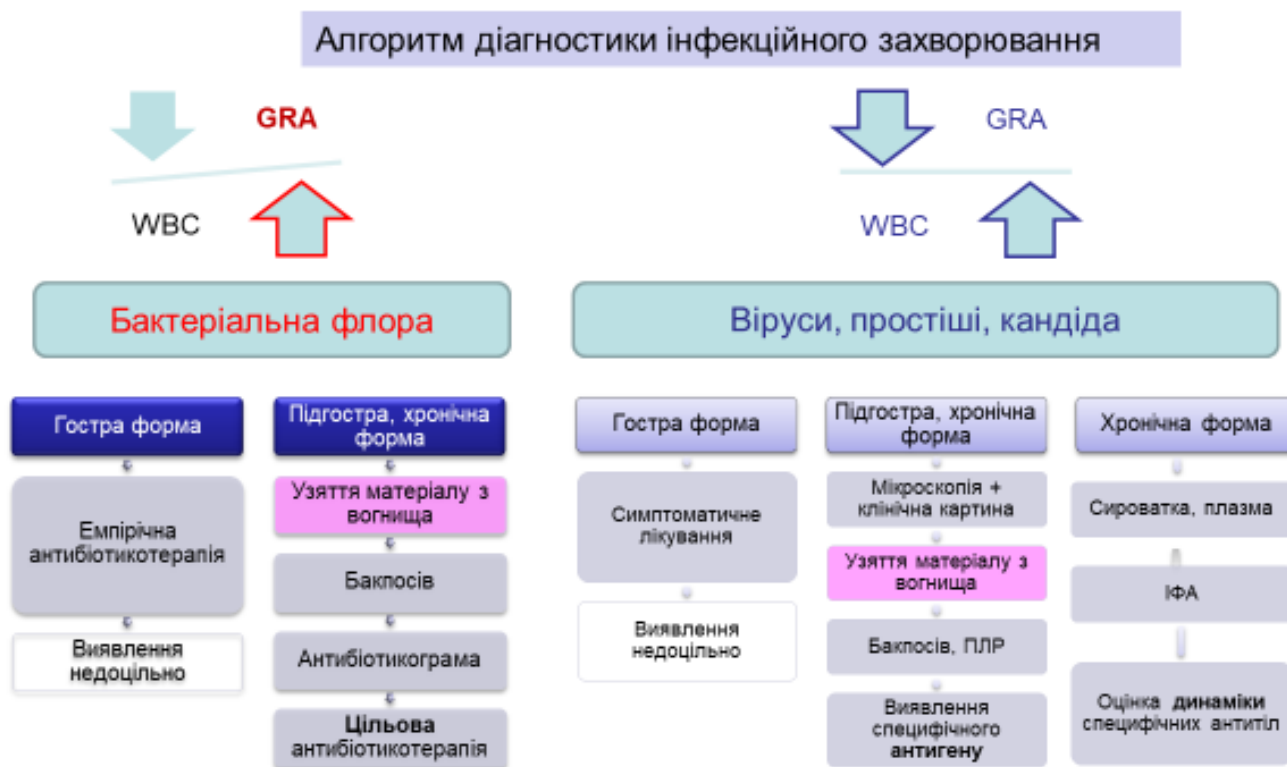 Алгоритм діагностики інфекційного захворювання
GRA
WBC
GRA
WBC
Бактеріальна флора
Віруси, простіші, кандіда
Гостра форма
Емпірічна
антибіотикотерапія
Виявлення
недоцільно
Підгостра, хронічна
форма
Узяття матеріалу з
вогнища
Бакпосів
Антибіотикограма
Цільова
антибіотикотерапія
Гостра форма
Симптоматичне
лікування
Виявлення
недоцільно
Підгостра, хронічна
форма
Мікроскопія +
клінічна картина
Узяття матеріалу з
вогнища
Бакпосів, ПЛР
Виявлення
специфічного
антигену
Хронічна форма
Сироватка, плазма
ІФА
Оцінка динаміки
специфічних антитіл